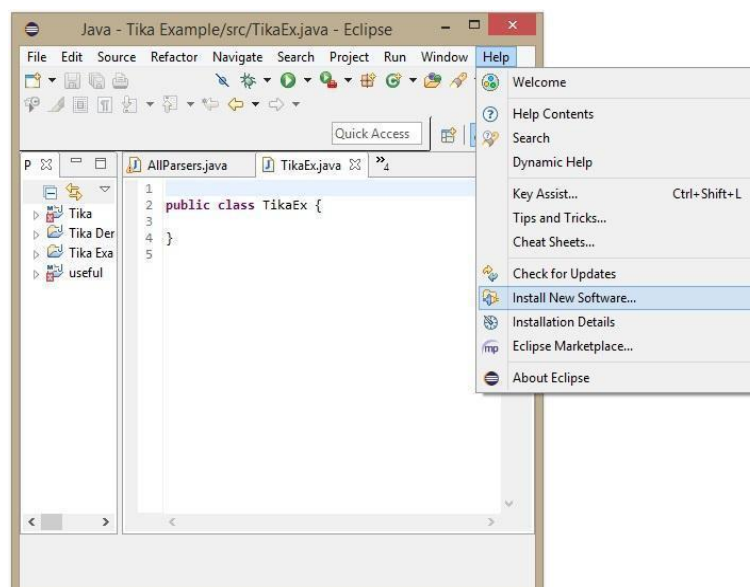 Java - Tika Example/src/TikaEx.java - Eclipse
File Edit Source Refactor Navigate Search Project Run Window Help
Quick Access
P
AllParsers.java TikaEx.java »4
Tika
Tika Der
Tika Exa
useful
1
2 public class TikaEx {
3
4 }
5
Welcome
Help Contents
Search
Dynamic Help
Key Assist... Ctrl+Shift+L
Tips and Tricks...
Cheat Sheets...
Check for Updates
Install New Software...
Installation Details
mp Eclipse Marketplace...
About Eclipse